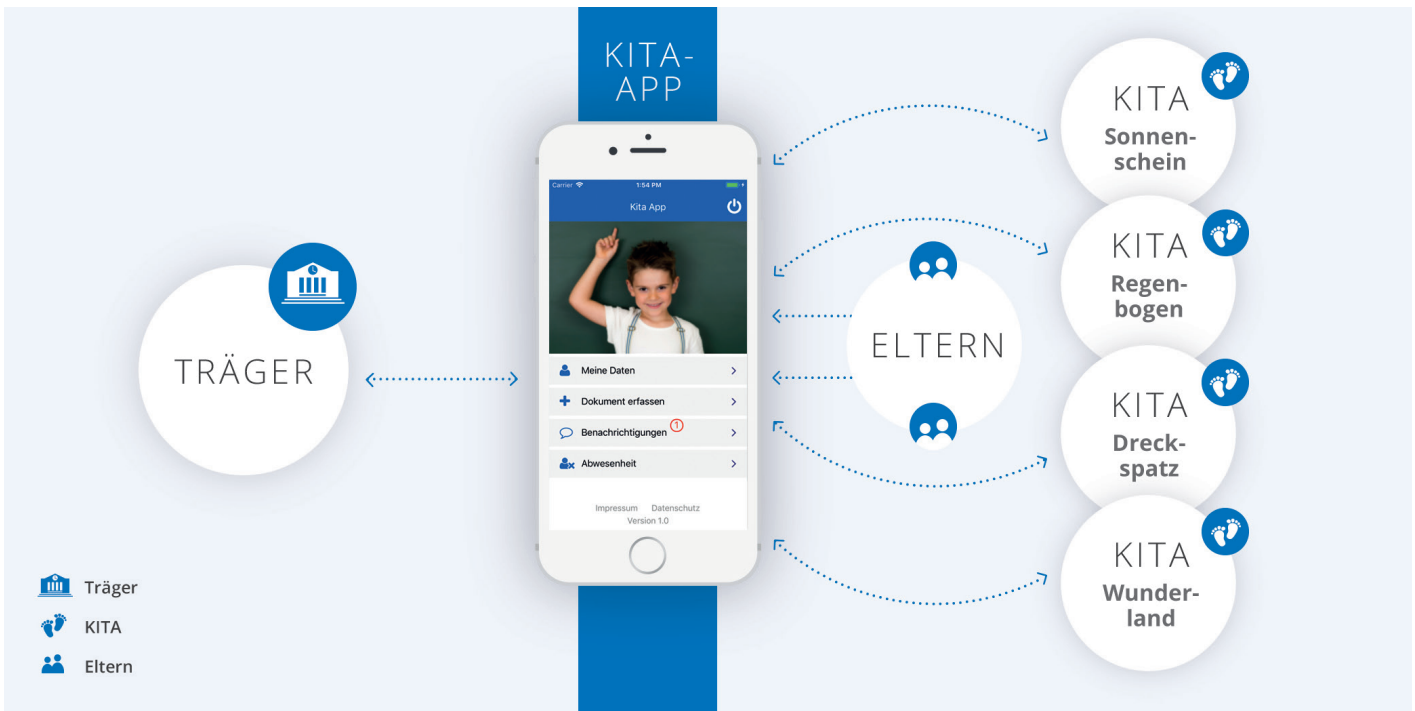 KITA-
APP
Carrier 1:54 PM
Kita App
Meine Daten
Dokument erfassen
Benachrichtigungen 1
Abwesenheit
Impressum Datenschutz
Version 1.0
TRÄGER
ELTERN
KITA
Sonnen-
schein
KITA
Regen-
bogen
KITA
Dreck-
spatz
KITA
Wunder-
land
Träger
KITA
Eltern